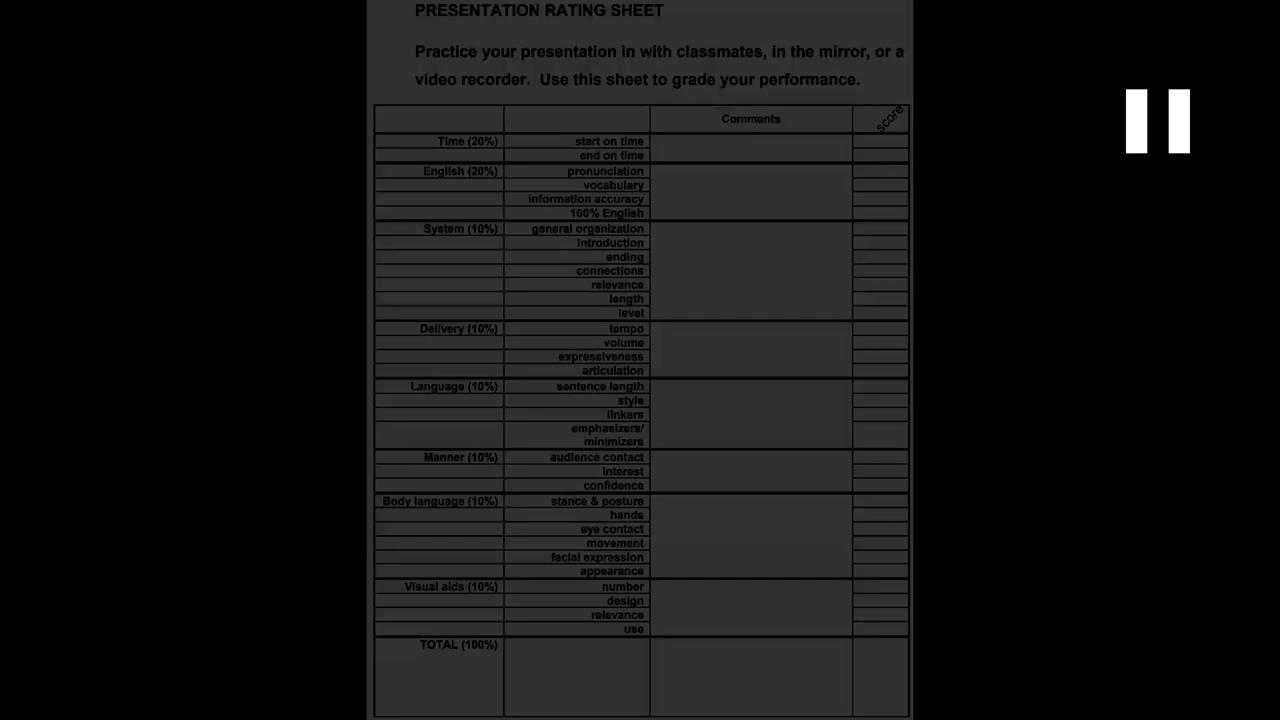 PRESENTATION RATING SHEET
Practice your presentation in with classmates, in the mirror, or a
video recorder. Use this sheet to grade your performance.
Comments score
Time (20%) start on time
end on time
English (20%) pronunciation
vocabulary
information accuracy
100% English
System (10%) general organization
introduction
ending
connections
relevance
length
level
Delivery (10%) tempo
volume
expressiveness
articulation
Language (10%) sentence length
style
linkers
emphasizers/
minimizers
Manner (10%) audience contact
interest
confidence
Body language (10%) stance & posture
hands
eye contact
movement
facial expression
appearance
Visual aids (10%) number
design
relevance
use
TOTAL (100%)